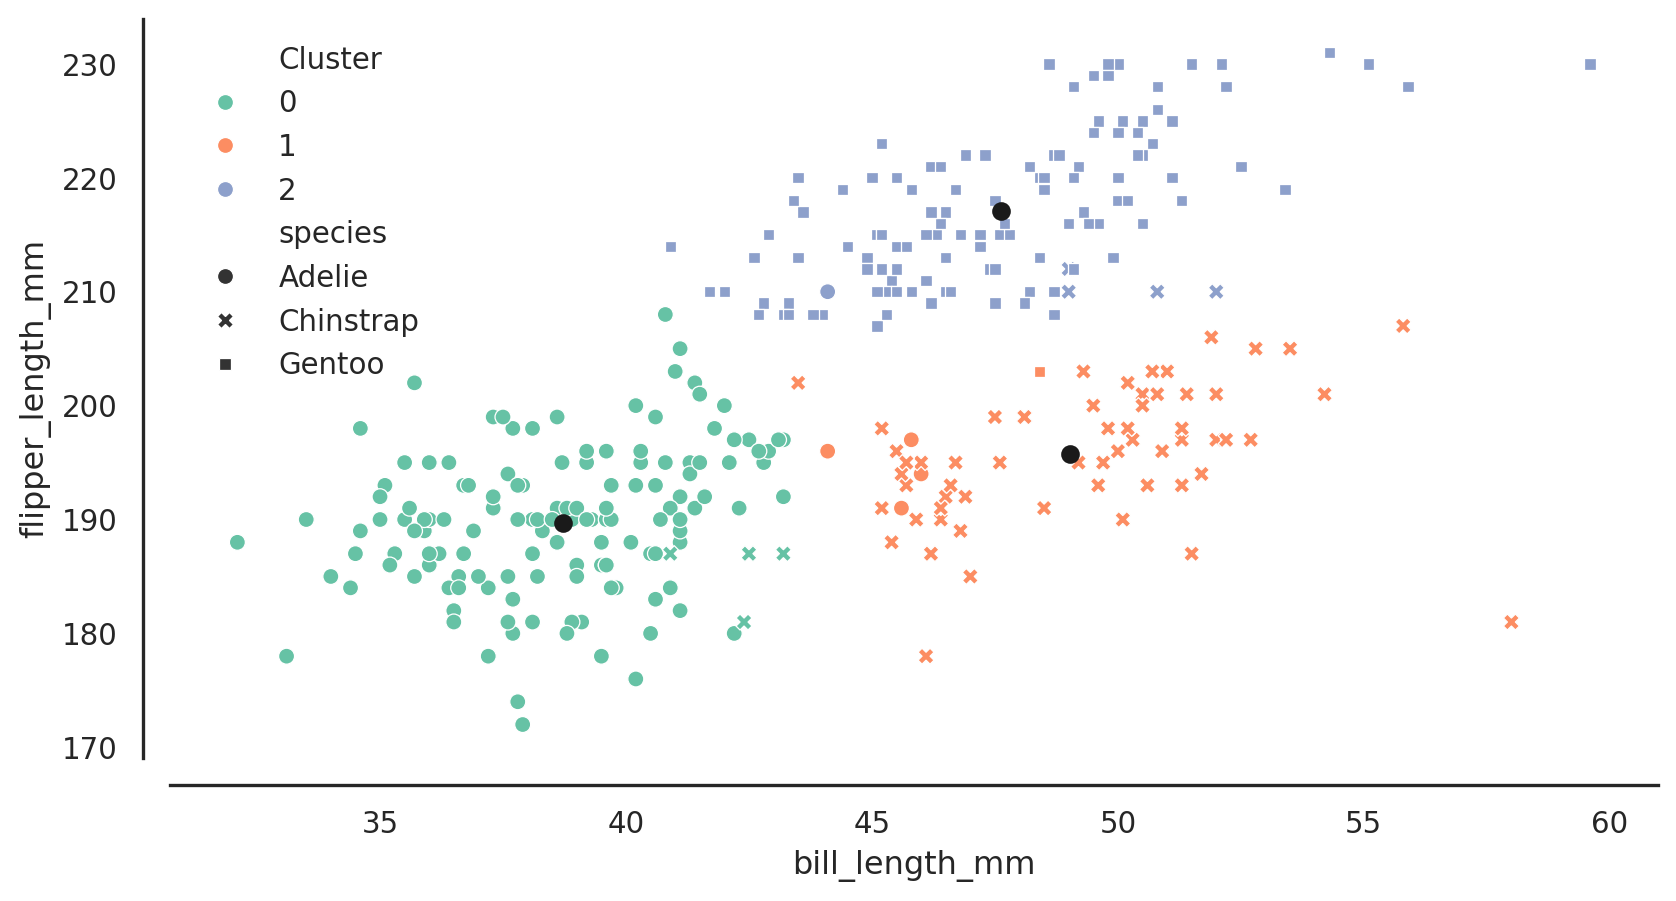 Cluster
0
1
2
species
Adelie
Chinstrap
Gentoo
flipper_length_mm
230
220
210
200
190
180
170
35 40 45 50 55 60
bill_length_mm